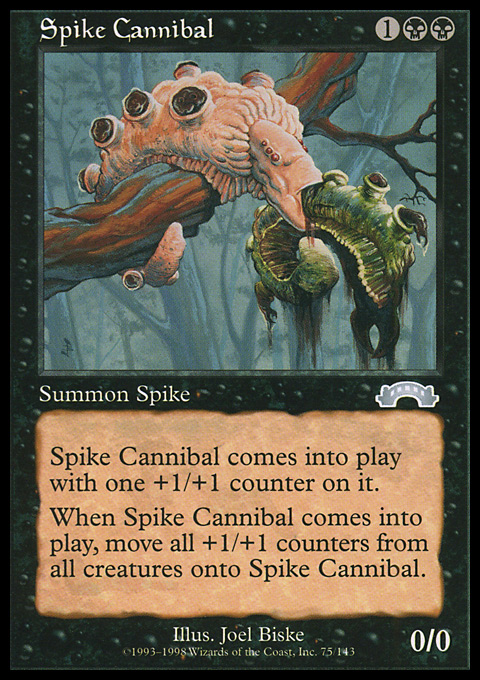 Spike Cannibal 1
Summon Spike
Spike Cannibal comes into play
with one +1/+1 counter on it.
When Spike Cannibal comes into
play, move all +1/+1 counters from
all creatures onto Spike Cannibal.
Illus. Joel Biske
©1993–1998 Wizards of the Coast, Inc. 75/143
0/0